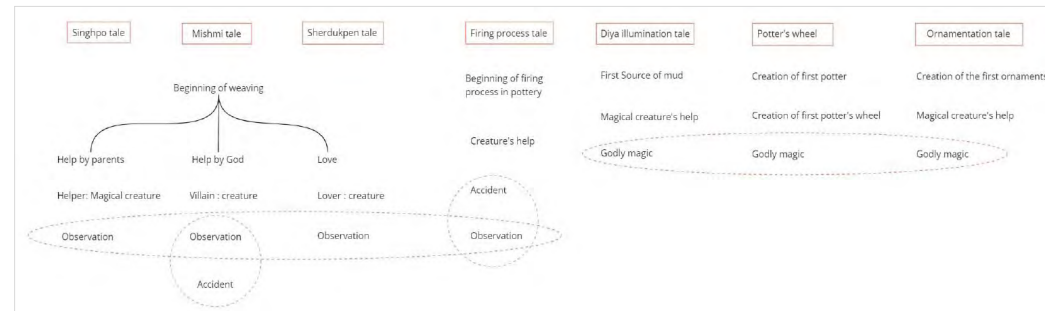 Singhpo tale
Mishmi tale
Sherdukpen tale
Firing process tale
Diya illumination tale
Potter's wheel
Ornamentation tale
Beginning of weaving
Help by parents
Help by God
Love
Helper: Magical creature
Villain : creature
Lover : creature
Observation
Observation
Observation
Accident
Beginning of firing
process in pottery
Creature's help
Accident
Observation
First Source of mud
Magical creature's help
Godly magic
Creation of first potter
Creation of first potter's wheel
Godly magic
Creation of the first ornaments
Magical creature's help
Godly magic